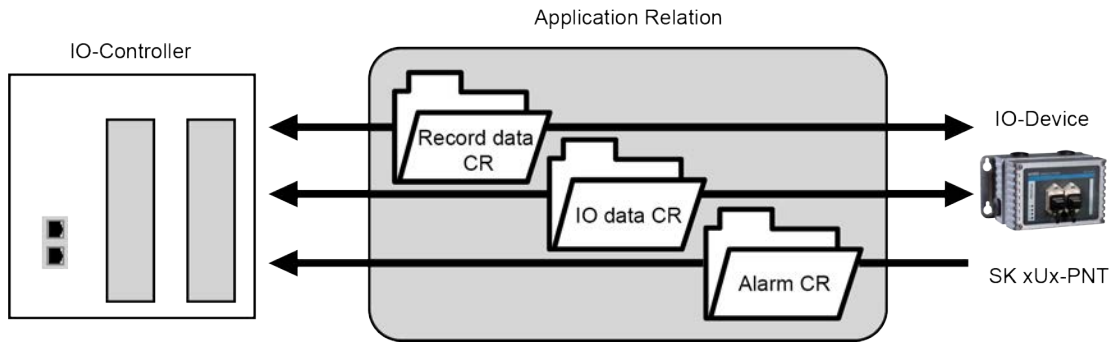 Application Relation
IO-Controller
Record data
CR
IO-Device
IO data CR
Alarm CR
SK xUx-PNT